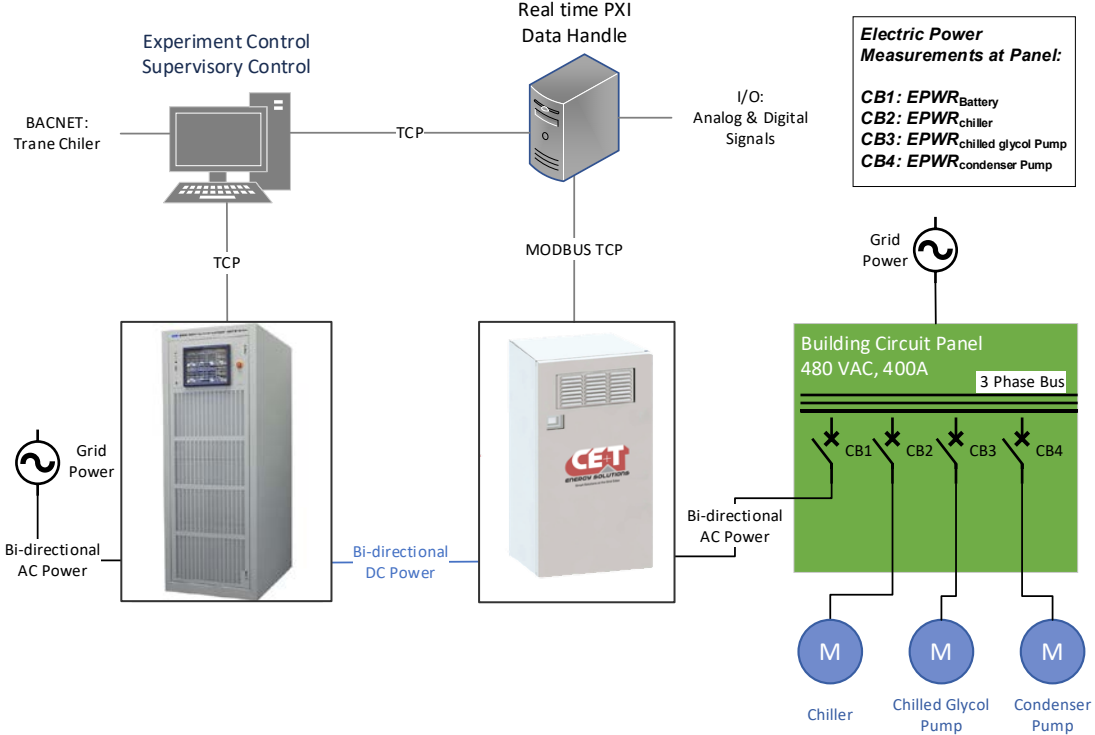 Real time PXI
Data Handle
Experiment Control
Supervisory Control
Electric Power
Measurements at Panel:
CB1: EPWRBattery
CB2: EPWRchiller
CB3: EPWRchilled glycol Pump
CB4: EPWRcondenser Pump
BACNET:
Trane Chiler
TCP
I/O:
Analog & Digital
Signals
TCP
MODBUS TCP
Grid
Power
Building Circuit Panel
480 VAC, 400A
3 Phase Bus
CB1
CB2
CB3
CB4
Grid
Power
CE+T
ENERGY SOLUTIONS
Bi-directional
AC Power
Bi-directional
DC Power
Bi-directional
AC Power
M
M
M
Chiller
Chilled Glycol
Pump
Condenser
Pump